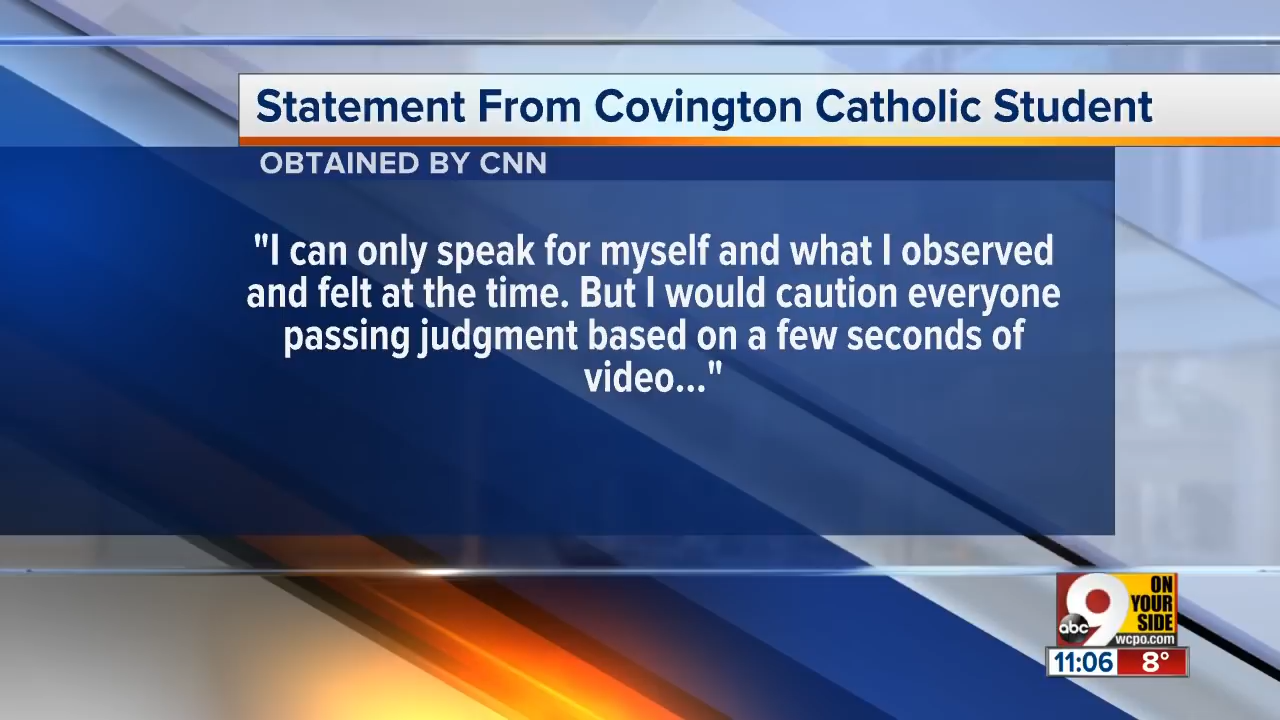 Statement From Covington Catholic Student
OBTAINED BY CNN
"I can only speak for myself and what I observed
and felt at the time. But I would caution everyone
passing judgment based on a few seconds of
video..."
abc 9 ON
YOUR
SIDE
wcpo.com
11:06 8°